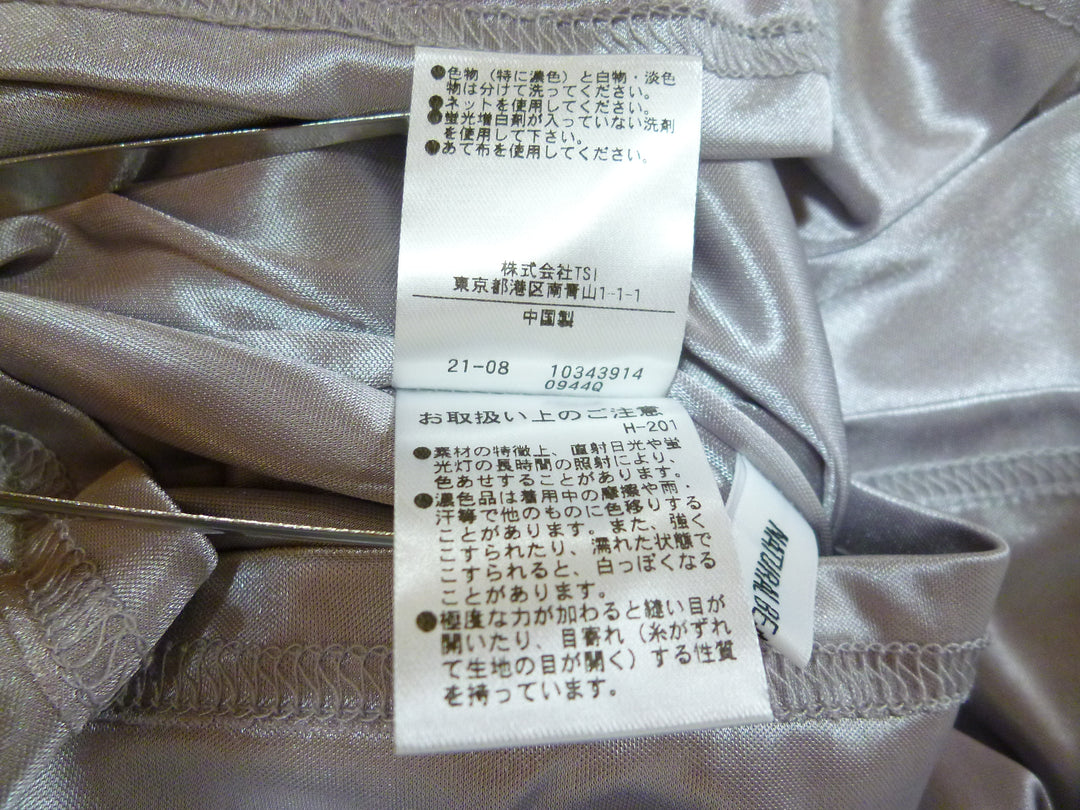 ●色物（特に濃色）と白物・淡色
物は分けて洗ってください。
●ネットを使用してください。
●蛍光増白剤が入っていない洗剤
を使用して下さい。
●あて布を使用してください。
株式会社TSI
東京都港区南青山1-1-1
中国製
21-08 10343914
0944Q
お取扱い上のご注意
H-201
●素材の特徴上、直射日光や蛍
光灯の長時間の照射により、
色あせすることがあります。
●濃色品は着用中の摩擦や雨・
汗等で他のものに色移りする
ことがあります。また、強く
こすられたり、濡れた状態で
こすられると、白っぽくなる
ことがあります。
●極度な力が加わると縫い目が
開いたり、目寄れ（糸がずれ
て生地の目が開く）する性質
を持っています。
NATURAL BE